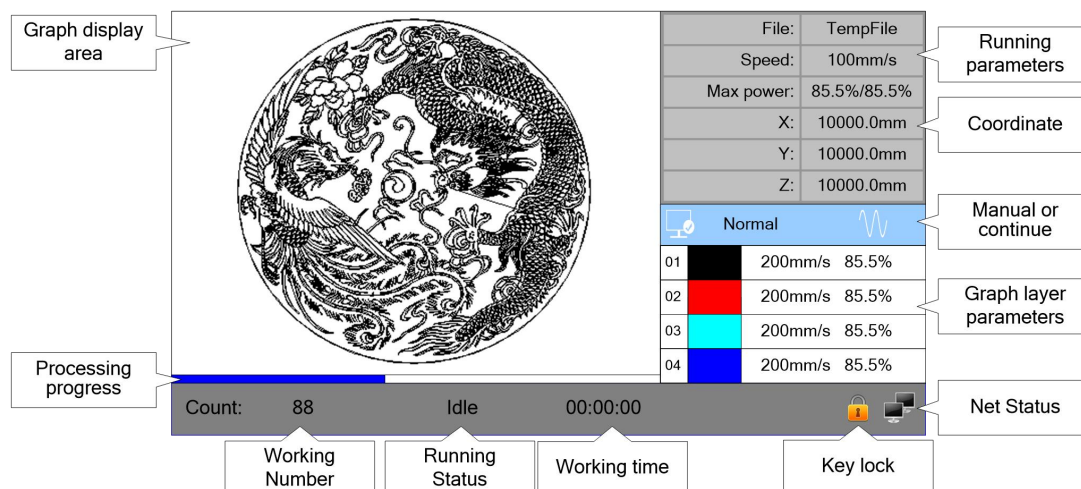 Graph display
area
File: TempFile
Speed: 100mm/s
Max power: 85.5%/85.5%
X: 10000.0mm
Y: 10000.0mm
Z: 10000.0mm
Running
parameters
Coordinate
Normal
Manual or
continue
01 200mm/s 85.5%
02 200mm/s 85.5%
03 200mm/s 85.5%
04 200mm/s 85.5%
Graph layer
parameters
Processing
progress
Count: 88 Idle 00:00:00
Net Status
Working
Number
Running
Status
Working time
Key lock